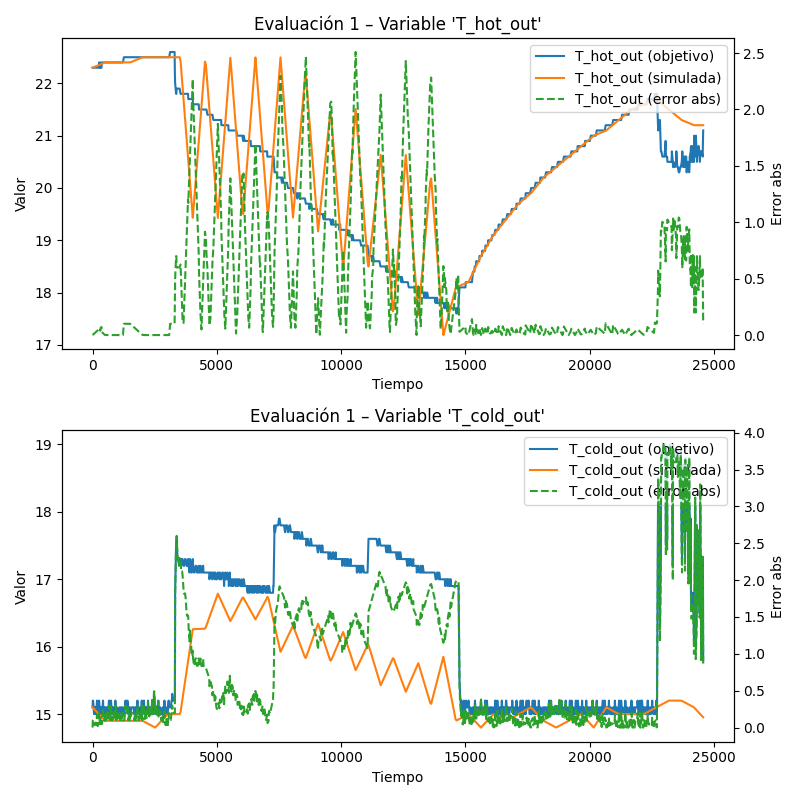 Evaluación 1 – Variable 'T_hot_out'
T_hot_out (objetivo)
T_hot_out (simulada)
T_hot_out (error abs)
Valor
22
21
20
19
18
17
2.5
2.0
1.5
1.0
0.5
0.0
Error abs
0 5000 10000 15000 20000 25000
Tiempo
Evaluación 1 – Variable 'T_cold_out'
T_cold_out (objetivo)
T_cold_out (simulada)
T_cold_out (error abs)
Valor
19
18
17
16
15
4.0
3.5
3.0
2.5
2.0
1.5
1.0
0.5
0.0
Error abs
0 5000 10000 15000 20000 25000
Tiempo